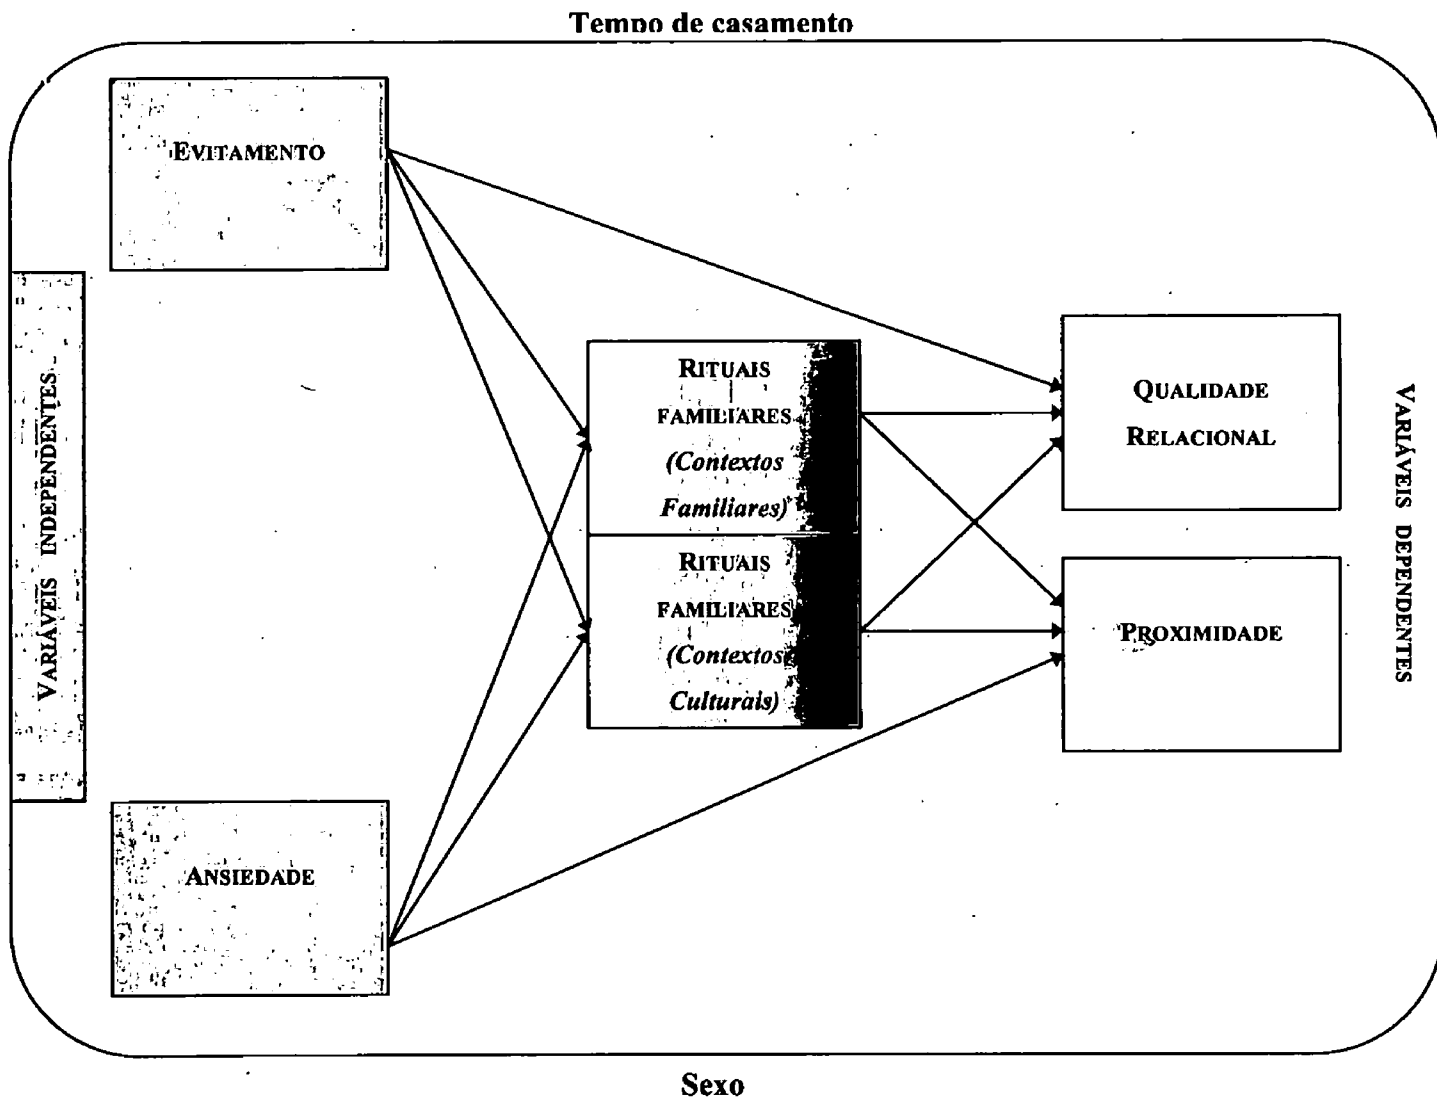 Tempo de casamento
EVITAMENTO
VARIÁVEIS INDEPENDENTES
RITUAIS
FAMILIARES
(Contextos
Familiares)
RITUAIS
FAMILIARES
(Contextos
Culturais)
QUALIDADE
RELACIONAL
PROXIMIDADE
VARIÁVEIS DEPENDENTES
ANSIEDADE
Sexo